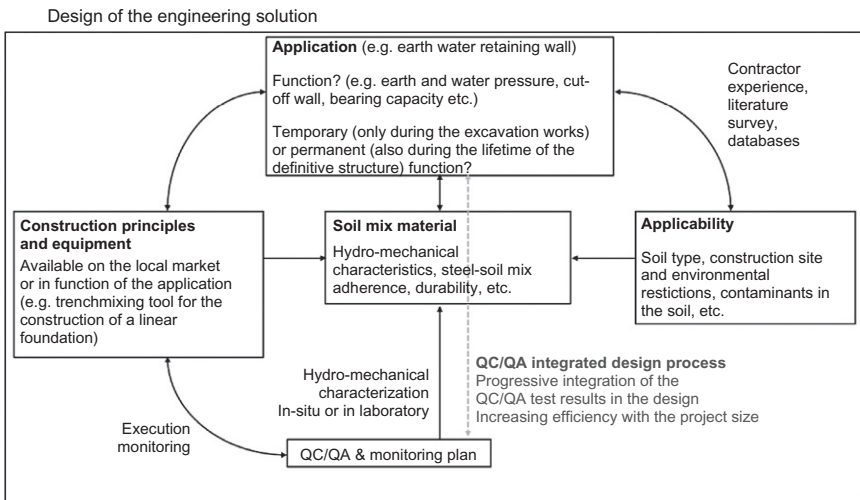 Design of the engineering solution
Application (e.g. earth water retaining wall)
Function? (e.g. earth and water pressure, cut-
off wall, bearing capacity etc.)
Temporary (only during the excavation works)
or permanent (also during the lifetime of the
definitive structure) function?
Contractor
experience,
literature
survey,
databases
Construction principles
and equipment
Available on the local market
or in function of the application
(e.g. trenchmixing tool for the
construction of a linear
foundation)
Soil mix material
Hydro-mechanical
characteristics, steel-soil mix
adherence, durability, etc.
Applicability
Soil type, construction site
and environmental
restictions, contaminants in
the soil, etc.
Hydro-mechanical
characterization
In-situ or in laboratory
QC/QA integrated design process
Progressive integration of the
QC/QA test results in the design
Increasing efficiency with the project size
Execution
monitoring
QC/QA & monitoring plan